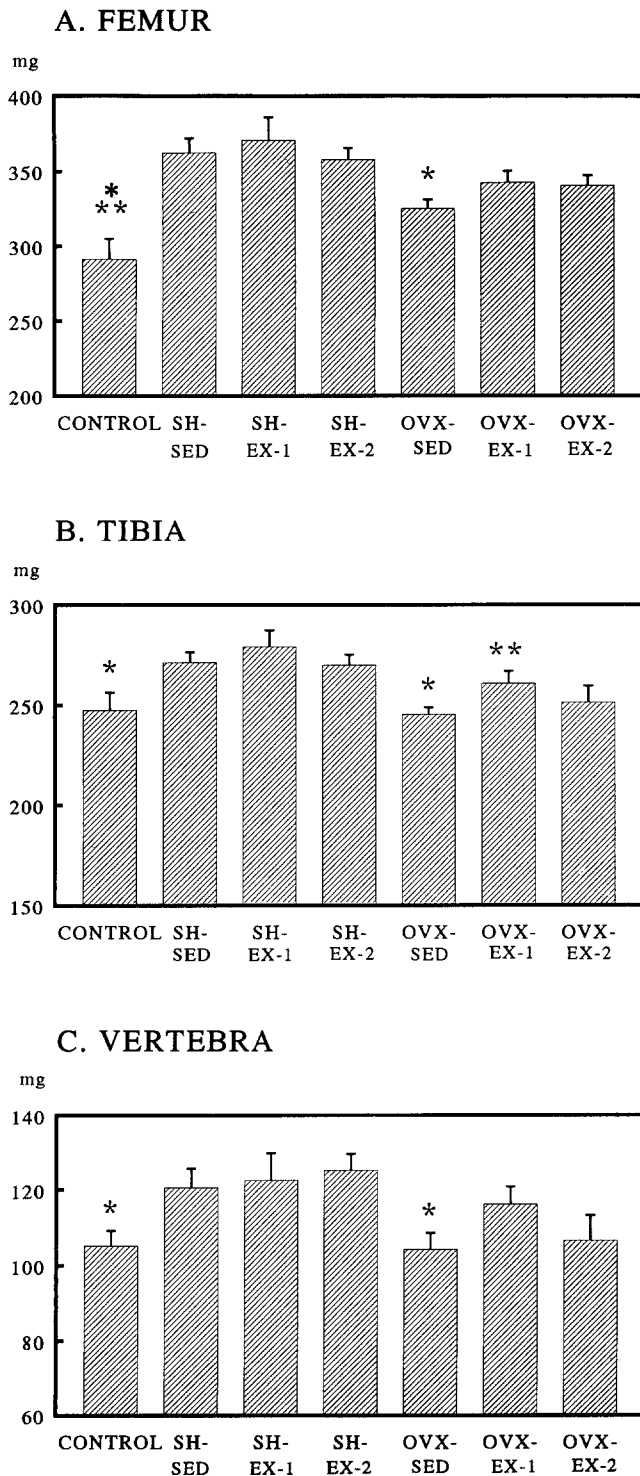 A. FEMUR
mg
400
350
300
250
200
*
**
*
CONTROL SH-SED SH-EX-1 SH-EX-2 OVX-SED OVX-EX-1 OVX-EX-2
B. TIBIA
mg
300
250
200
150
*
*
**
CONTROL SH-SED SH-EX-1 SH-EX-2 OVX-SED OVX-EX-1 OVX-EX-2
C. VERTEBRA
mg
140
120
100
80
60
*
*
CONTROL SH-SED SH-EX-1 SH-EX-2 OVX-SED OVX-EX-1 OVX-EX-2